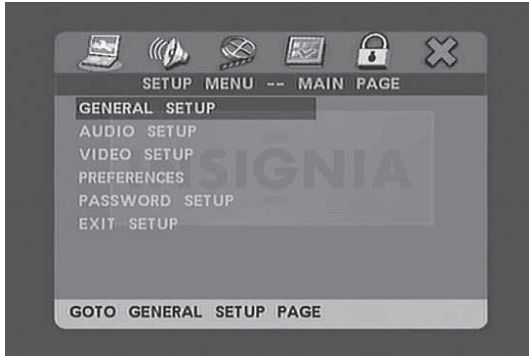 SETUP MENU -- MAIN PAGE
GENERAL SETUP
AUDIO SETUP
VIDEO SETUP
PREFERENCES
PASSWORD SETUP
EXIT SETUP
INSIGNIA
GOTO GENERAL SETUP PAGE